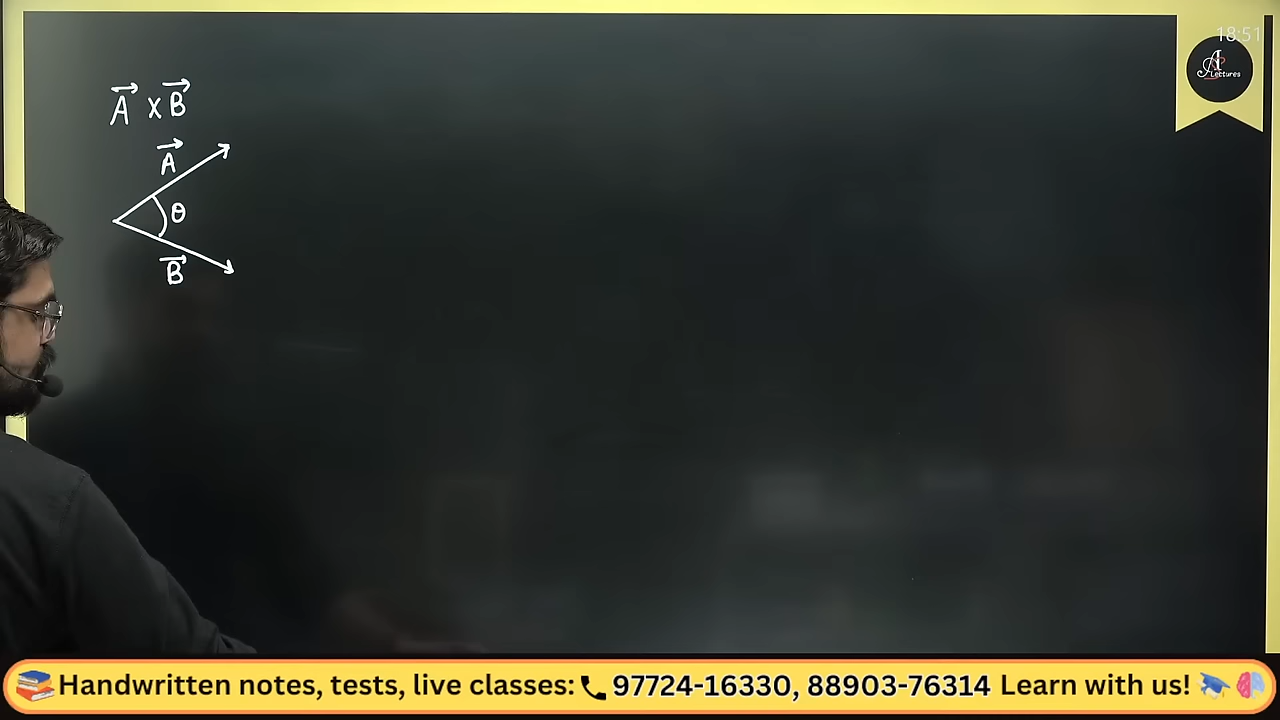 18:51
A Lectures
A⃗ x B⃗
A⃗
θ
B⃗
Handwritten notes, tests, live classes: 97724-16330, 88903-76314 Learn with us!